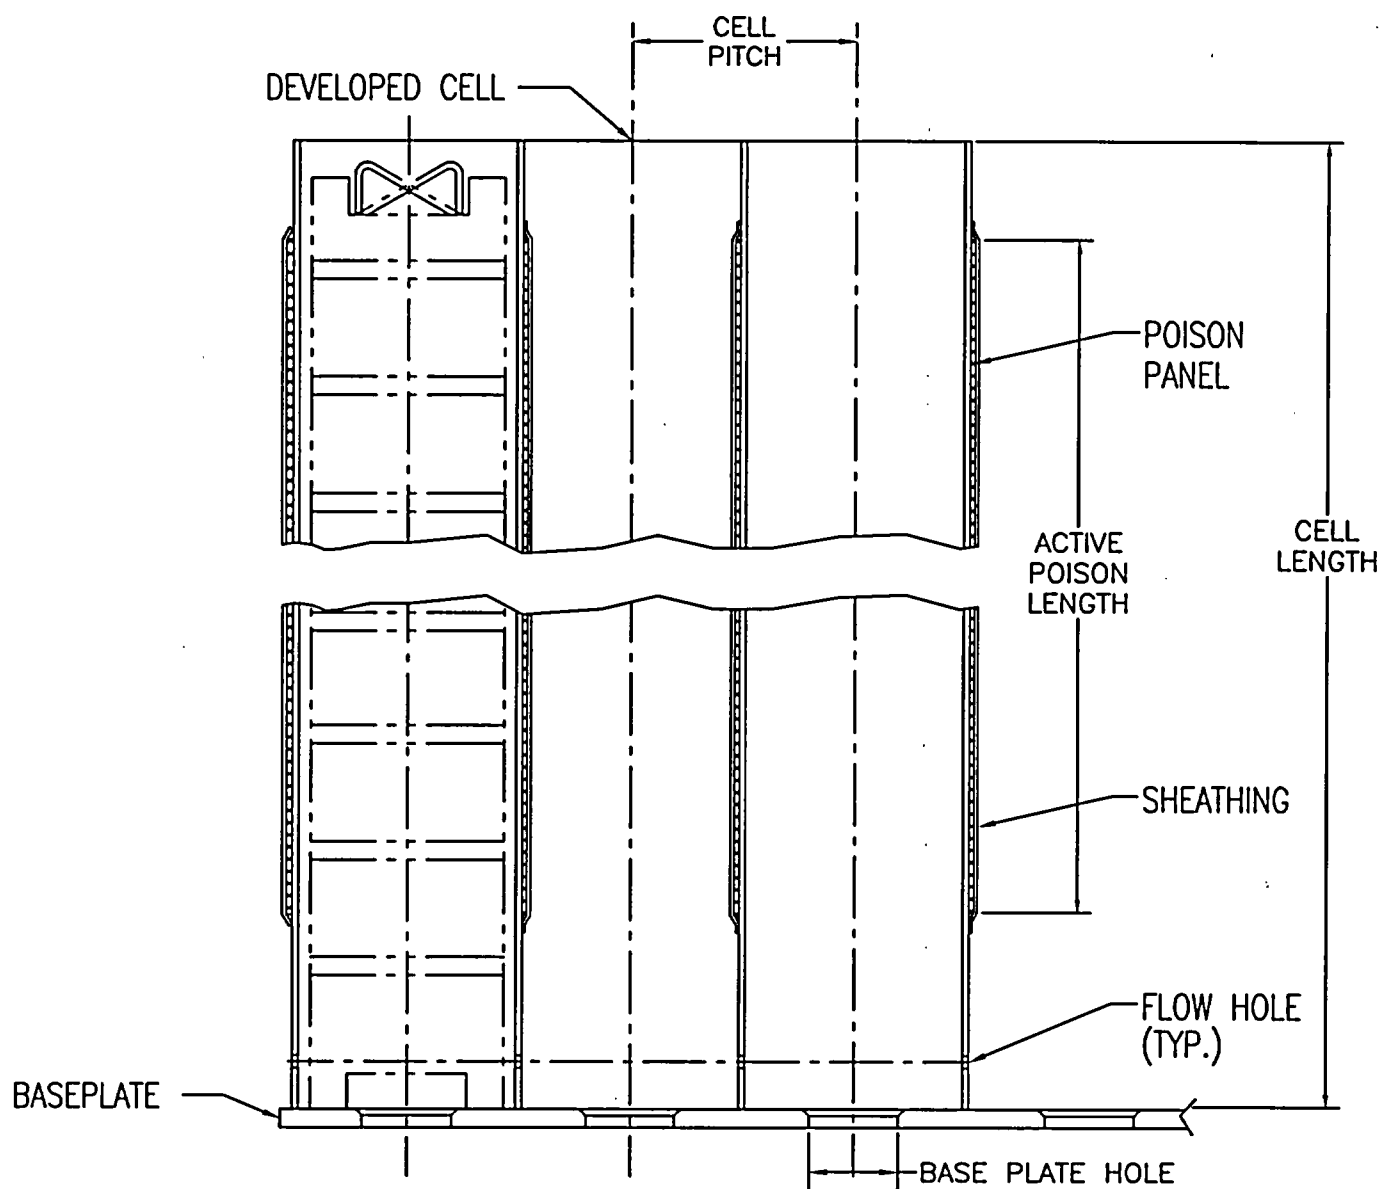 CELL
PITCH
DEVELOPED CELL
POISON
PANEL
ACTIVE
POISON
LENGTH
CELL
LENGTH
SHEATHING
FLOW HOLE
(TYP.)
BASEPLATE
BASE PLATE HOLE